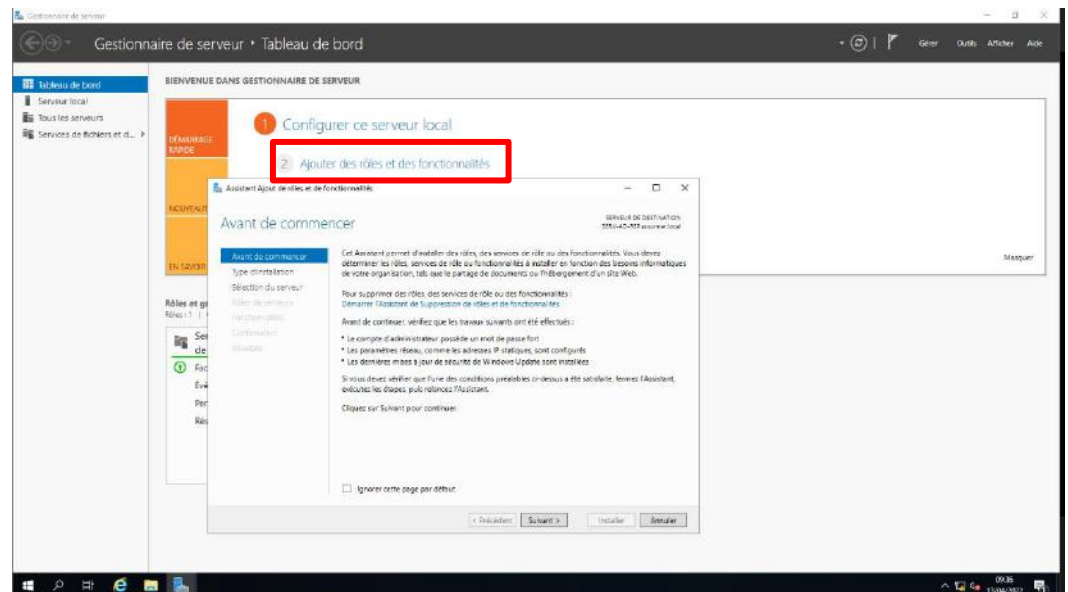 Gestionnaire de serveur
Gestionnaire de serveur • Tableau de bord
Gérer Outils Afficher Aide
Tableau de bord
Serveur local
Tous les serveurs
Services de fichiers et d...
BIENVENUE DANS GESTIONNAIRE DE SERVEUR
DÉMARRAGE
RAPIDE
1 Configurer ce serveur local
2 Ajouter des rôles et des fonctionnalités
EN SAVOIR
Masquer
Rôles et
Assistant Ajout de rôles et de fonctionnalités
Avant de commencer
SERVEUR DE DESTINATION
Avant de commencer
Type d'installation
Sélection du serveur
Rôles de serveurs
Fonctionnalités
Confirmation
Résultats
Cet Assistant permet d'installer des rôles, des services de rôle ou des fonctionnalités. Vous devez
déterminer les rôles, services de rôle ou fonctionnalités à installer en fonction des besoins informatiques
de votre organisation, tels que le partage de documents ou l'hébergement d'un site Web.
Pour supprimer des rôles, des services de rôle ou des fonctionnalités :
Démarrer l'Assistant de Suppression de rôles et de fonctionnalités
Avant de continuer, vérifiez que les travaux suivants ont été effectués :
* Le compte d'administrateur possède un mot de passe fort
* Les paramètres réseau, comme les adresses IP statiques, sont configurés
* Les dernières mises à jour de sécurité de Windows Update sont installées
Si vous devez vérifier que l'une des conditions préalables ci-dessus a été satisfaite, fermez l'Assistant,
exécutez les étapes, puis relancez l'Assistant.
Cliquez sur Suivant pour continuer.
Ignorer cette page par défaut
< Précédent Suivant > Installer Annuler
09:36
13/04/2022